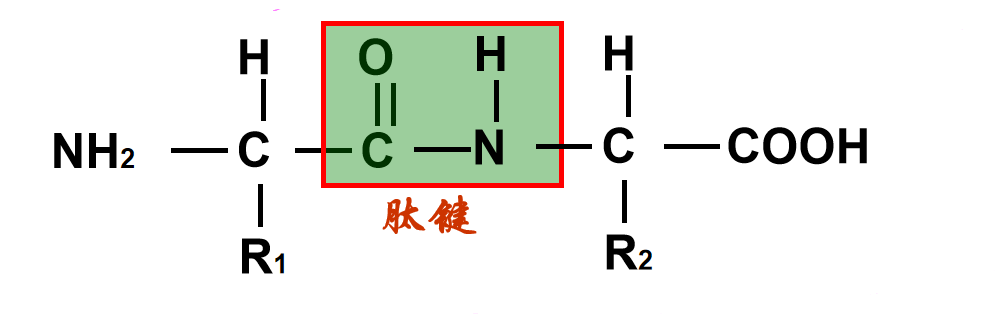 H O H H
NH2 C C N C COOH
肽键
R1 R2